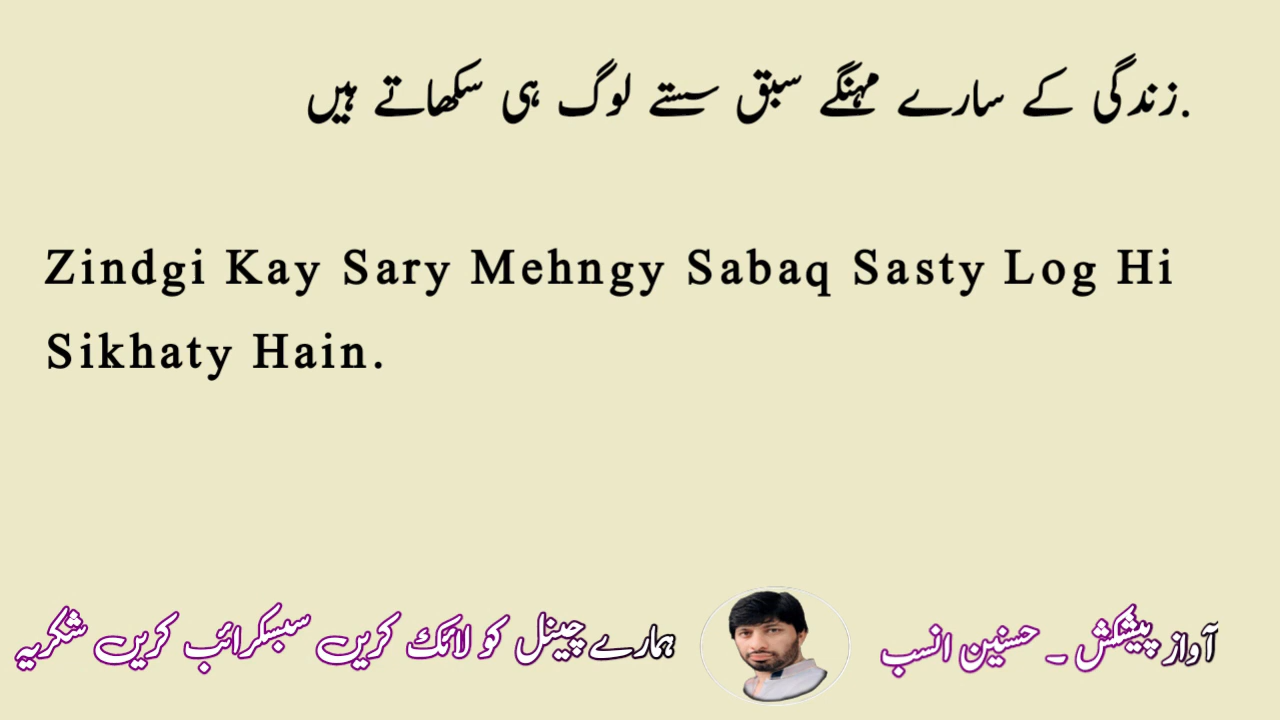 زندگی کے سارے مہنگے سبق سستے لوگ ہی سکھاتے ہیں.
Zindgi Kay Sary Mehngy Sabaq Sasty Log Hi
Sikhaty Hain.
آواز پیشکش ۔ حسنین انسب
ہمارے چینل کو لائک کریں سبسکرائب کریں شکریہ